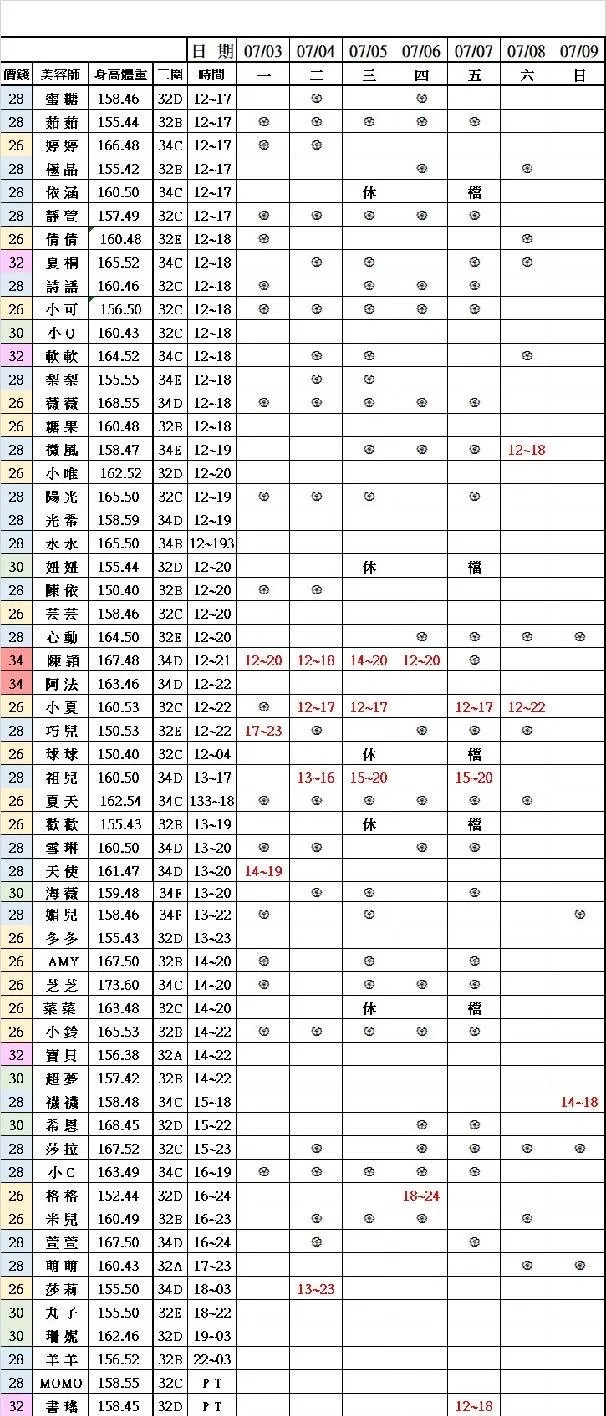 日 期 07/03 07/04 07/05 07/06 07/07 07/08 07/09
價錢 美容師 身高體重 三圍 時間 一 二 三 四 五 六 日
28 蜜糖 158.46 32D 12~17
28 茹茹 155.44 32B 12~17
26 婷婷 166.48 34C 12~17
28 極品 155.42 32B 12~17
28 依涵 160.50 34C 12~17 休 檔
28 靜萱 157.49 32C 12~17
26 倩倩 160.48 32E 12~18
32 夏桐 165.52 34C 12~18
28 詩語 160.46 32C 12~18
26 小可 156.50 32C 12~18
30 小Q 160.43 32C 12~18
32 軟軟 164.52 34C 12~18
28 梨梨 155.55 34E 12~18
26 薇薇 168.55 34D 12~18
26 糖果 160.48 32B 12~18
28 微風 158.47 34E 12~19 12~18
26 小唯 162.52 32D 12~20
28 陽光 165.50 32C 12~19
28 光希 158.59 34D 12~19
28 水水 165.50 34B 12~193
30 妞妞 155.44 32D 12~20 休 檔
28 陳依 150.40 32B 12~20
26 芸芸 158.46 32C 12~20
28 心動 164.50 32E 12~20
34 陳穎 167.48 34D 12~21 12~20 12~18 14~20 12~20
34 阿法 163.46 34D 12~22
26 小夏 160.53 32C 12~22 12~17 12~17 12~17 12~22
28 巧兒 150.53 32E 12~22 17~23
26 球球 150.40 32C 12~04 休 檔
28 祖兒 160.50 34D 13~17 13~16 15~20 15~20
26 夏天 162.54 34C 133~18
26 歡歡 155.43 32B 13~19 休 檔
28 雪琳 160.50 34D 13~20
28 天使 161.47 34D 13~20 14~19
30 海薇 159.48 34F 13~20
28 兒 158.46 34F 13~22
26 多多 155.43 32D 13~23
26 AMY 167.50 32B 14~20
26 芝芝 173.60 34C 14~20
26 菜菜 163.48 32C 14~20 休 檔
26 小鈴 165.53 32B 14~22
32 寶貝 156.38 32A 14~22
30 超夢 157.42 32B 14~22
28 襪襪 158.48 34C 15~18 14~18
30 希恩 168.45 32D 15~22
28 莎拉 167.52 32C 15~23
28 小C 163.49 34C 16~19
26 格格 152.44 32D 16~24 18~24
26 米兒 160.49 32B 16~23
28 萱萱 167.50 34D 16~24
28 萌萌 160.43 32A 17~23
26 莎莉 155.50 34D 18~03 13~23
30 丸子 155.50 32E 18~22
30 珊妮 162.46 32D 19~03
28 羊羊 156.52 32B 22~03
28 MOMO 158.55 32C PT
32 書瑤 158.45 32D PT 12~18